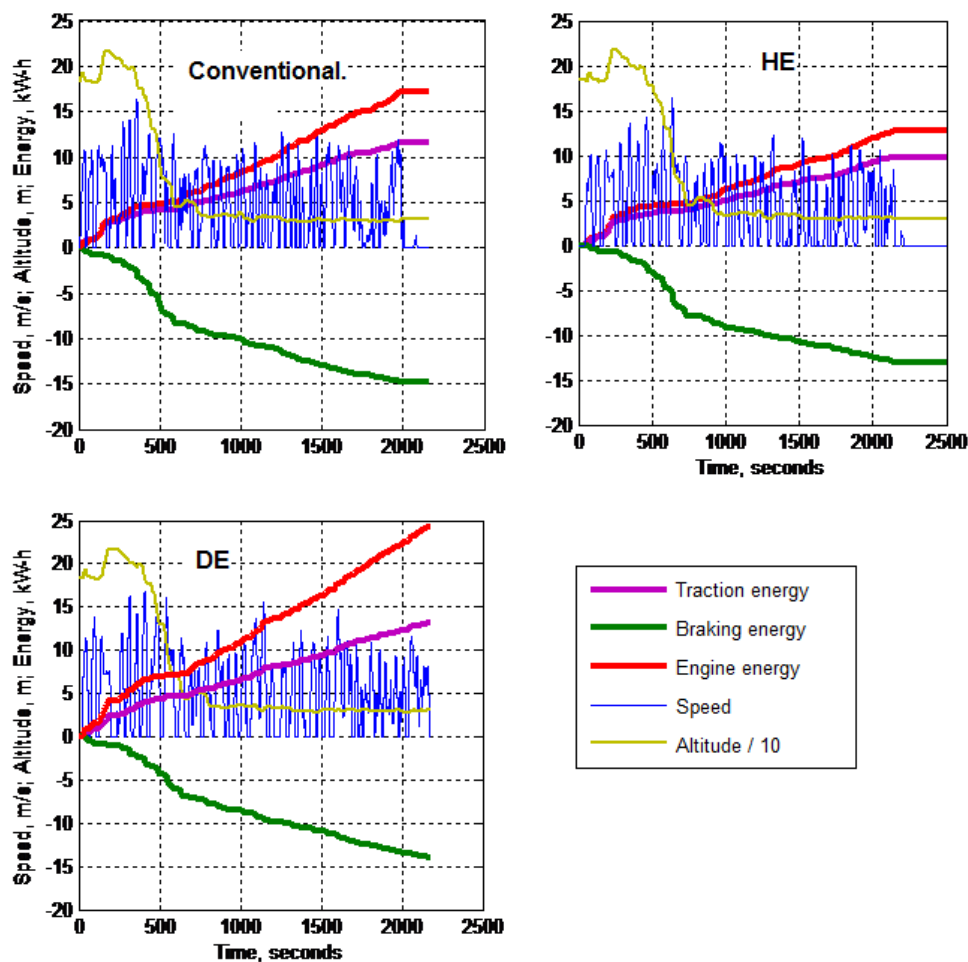 Conventional.
Speed, m/s; Altitude, m; Energy, kW-h
25
20
15
10
5
0
-5
-10
-15
-20
0 500 1000 1500 2000 2500
HE
25
20
15
10
5
0
-5
-10
-15
-20
0 500 1000 1500 2000 2500
Time, seconds
DE
Speed, m/s; Altitude, m; Energy, kW-h
25
20
15
10
5
0
-5
-10
-15
-20
0 500 1000 1500 2000 2500
Time, seconds
Traction energy
Braking energy
Engine energy
Speed
Altitude / 10